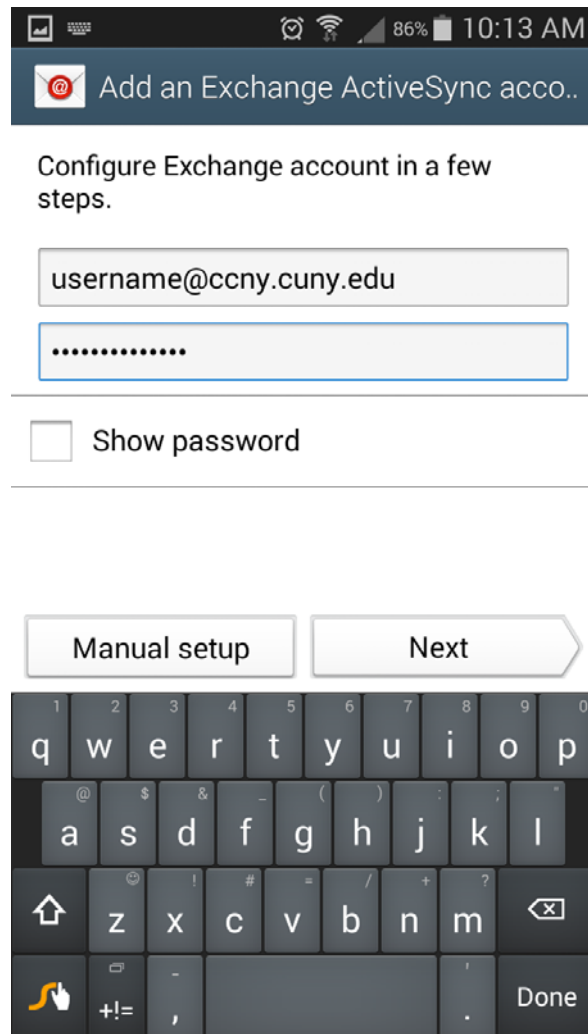 86% 10:13 AM
@ Add an Exchange ActiveSync acco..
Configure Exchange account in a few
steps.
username@ccny.cuny.edu
••••••••••••••
Show password
Manual setup Next
1 2 3 4 5 6 7 8 9 0
q w e r t y u i o p
@ $ & _ ( ) : ; "
a s d f g h j k l
! # = / + ?
z x c v b n m
- '
+!= , . Done